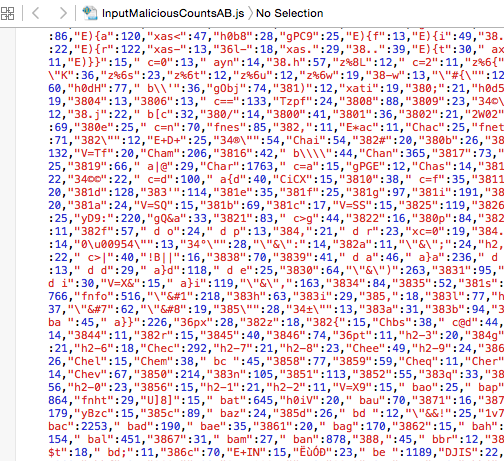 InputMaliciousCountsAB.js › No Selection
:86,"E){a":120,"xas<":47,"h0b8":28,"gPC9":25,"E){f":13,"E){i":49,"38.
:22,"E){r":122,"xas–":13,"36l-":18,"xas.":29,"38..":39,"E){t":30," ax
11,"E)}}":15," c=0":13," ayn":14,"38.h":57,"z%8L":12," c=2":11,"z%6{"
"\K":36,"z%6s":23,"z%6t":12,"z%6u":12,"z%6w":19,"38-w":13,"\"#{\"":12
60,"h0dH":77," b\\'":36,"gObj":74,"381)":12,"xati":19,"380;":21,"h0d5
19,"3804":13,"3806":13," c==":133,"Tzpf":24,"3808":88,"3809":23,"34©\
12,"38.j":22," b[c":32,"380/":14,"3800":41,"3801":36,"3802":21,"2W02"
:69,"380e":25," c=n":70,"fnes":85,"382,":11,"E*ac":11,"Chac":25,"fnet
:71,"382\"":12,"E+D+":25,"34®\"":54,"Chai":54,"382#":20,"380b":26,"38
132,"V=Tf":20,"Cham":206,"3816":42," b\\\\":44,"Chan":365,"3817":73,"
25,"3819":66," a|@":29,"Char":1763," c=a":15,"gPGE":12,"Chas":14,"381
22,"34©©":22," c=d":100," a{d":40,"CiCX":15,"3810":38," c=f":35,"3811
20,"381d":128,"383'":114,"381e":35,"381f":25,"381g":97,"381i":191,"38
20,"381a":24,"V=SQ":15,"381b":69,"381c":17,"V=SS":15,"3825":119,"3826
:25,"yD9:":220,"gQ&a":33,"3821":83," c>g":44,"3822":16,"380p":84,"382
11,"382f":57," d o":24," d p":13,"384,":21," d r":23,"xc=0":19,"384.
:14,"0\u00954\"":13,"34°\"":28,"\"&\":":14,"382a":11,"\"&\";":24,"h2,
:22," c>|":40,"!B||":16,"3838":70,"3839":41," d a":46," a}a":236," d
:13," d d":29," a}d":118," d e":25,"3830":64,"\"&\")":263,"3831":95,"
d i":30,"V=X&":15," a}i":119,"\"&\",":163,"3834":84,"3835":52,"381s":
766,"fnfo":516,"\"&#1":218,"383h":63,"383i":29,"385,":18,"383l":77,"h
37,"\"&#7":62,"\"&#8":19,"385\"":28,"34±\"":13,"383a":31,"383b":94,"3
ba ":45," a}}":226,"36px":28,"382z":18,"382{":15,"Chbs":38," c@d":44,
:14,"3844":11,"382r":15,"3845":40,"3846":74,"36pt":11,"h2-3":20,"384g"
:21,"h2-6":18,"Chec":292,"h2-7":21,"h2-8":23,"Chee":49,"h2-9":24,"386
:26,"Chel":15,"Chem":38," bc ":45,"3858":77,"3859":59,"Cheq":11,"Cher"
14,"Chev":67,"3850":214,"383n":105,"3851":113,"3852":55,"383q":33,"38
56,"h2-0":23,"3856":15,"h2-1":21,"h2-2":11,"V=X9":15," bao":25," bap"
864,"fnht":29,"U]8]":15," bat":645,"h0iV":20," bau":70,"3871":16,"387
:179,"yBzc":15,"385c":89," baz":24,"385d":26," bd ":12,"\"&&!":25,"1v7
bac":2253," bad":190," bae":35,"3861":20," bag":170,"3862":15," bah":
154," bal":451,"3867":31," bam":27," ban":878,"388,":45," bbr":12,"38
$t":18," bd;":11,"386c":70,"E+IN":15,"ËùÓÐ":23," be ":1189,"DJIS":22,